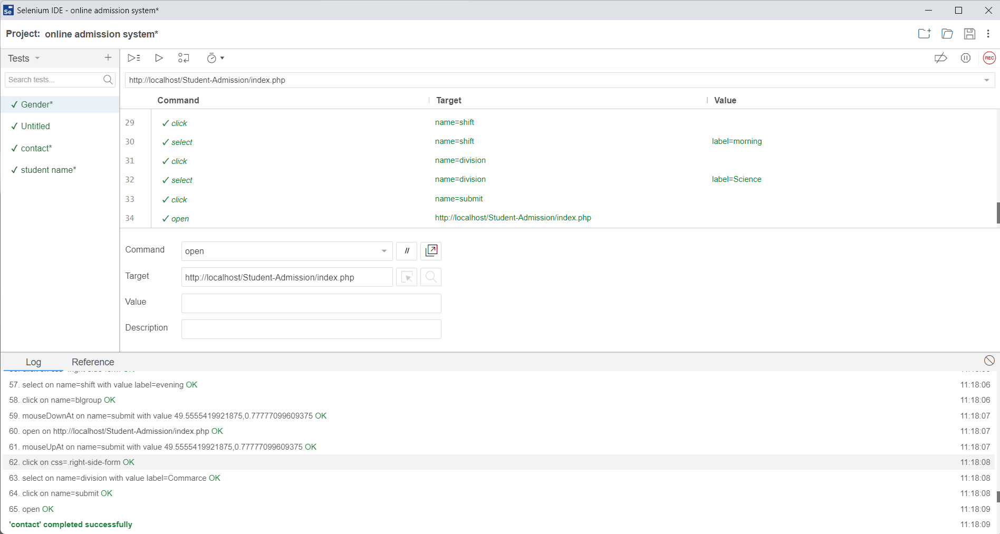 Selenium IDE - online admission system*
Project: online admission system*
Tests
Search tests...
Gender*
Untitled
contact*
student name*
REC
http://localhost/Student-Admission/index.php
Command Target Value
29 click name=shift
30 select name=shift label=morning
31 click name=division
32 select name=division label=Science
33 click name=submit
34 open http://localhost/Student-Admission/index.php
Command open //
Target http://localhost/Student-Admission/index.php
Value
Description
Log Reference
57. select on name=shift with value label=evening OK 11:18:06
58. click on name=blgroup OK 11:18:06
59. mouseDownAt on name=submit with value 49.5555419921875,0.77777099609375 OK 11:18:07
60. open on http://localhost/Student-Admission/index.php OK 11:18:07
61. mouseUpAt on name=submit with value 49.5555419921875,0.77777099609375 OK 11:18:07
62. click on css=.right-side-form OK 11:18:08
63. select on name=division with value label=Commarce OK 11:18:08
64. click on name=submit OK 11:18:08
65. open OK 11:18:09
'contact' completed successfully 11:18:09